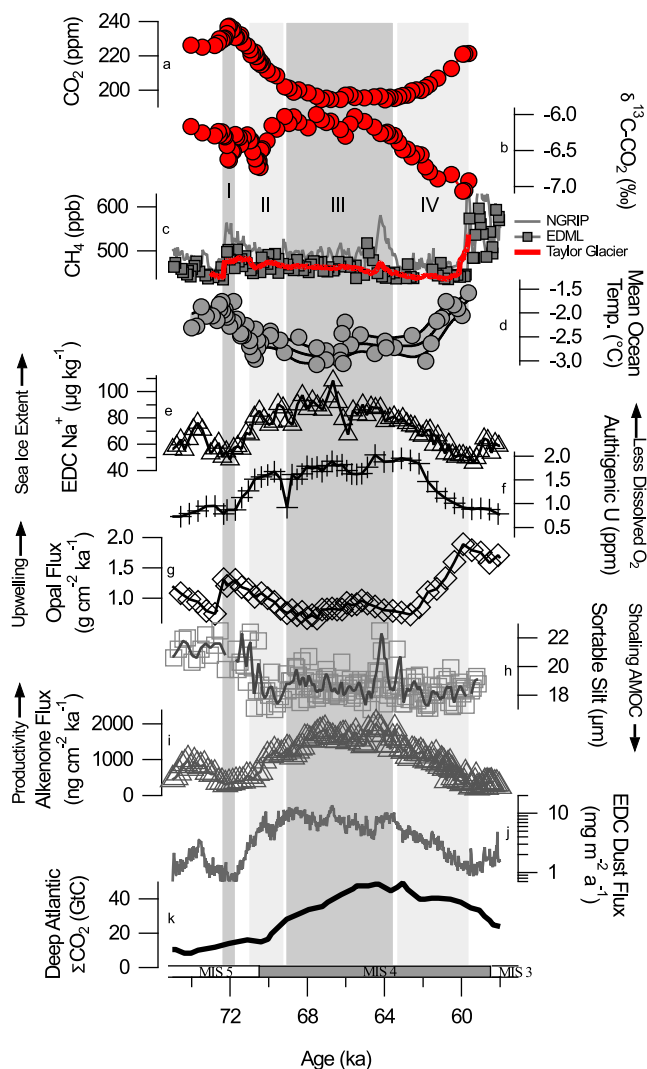 240
220
200
CO₂ (ppm)
a
-6.0
-6.5
-7.0
δ ¹³C-CO₂
(‰)
b
I
II
III
IV
600
500
CH₄ (ppb)
c
NGRIP
EDML
Taylor Glacier
-1.5
-2.0
-2.5
-3.0
Mean Ocean
Temp. (°C)
d
Sea Ice Extent
EDC Na⁺ (µg kg⁻¹)
100
80
60
40
e
2.0
1.5
1.0
0.5
f
Authigenic U (ppm)
Less Dissolved O₂
Upwelling
Opal Flux
(g cm⁻² ka⁻¹)
2.0
1.5
1.0
g
22
20
18
h
Sortable Silt (µm)
Shoaling AMOC
Productivity
Alkenone Flux
(ng cm⁻² ka⁻¹)
2000
1000
0
i
10
1
j
EDC Dust Flux
(mg m⁻² a⁻¹)
Deep Atlantic
ΣCO₂ (GtC)
40
20
0
k
MIS 5
MIS 4
MIS 3
72
68
64
60
Age (ka)